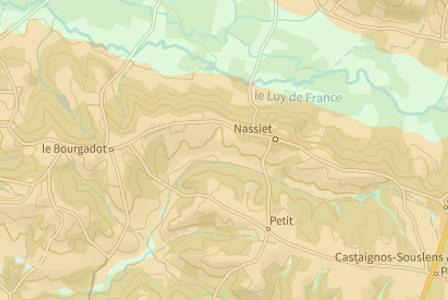 le Luy de France
Nassiet
le Bourgadot
Petit
Castaignos-Souslens